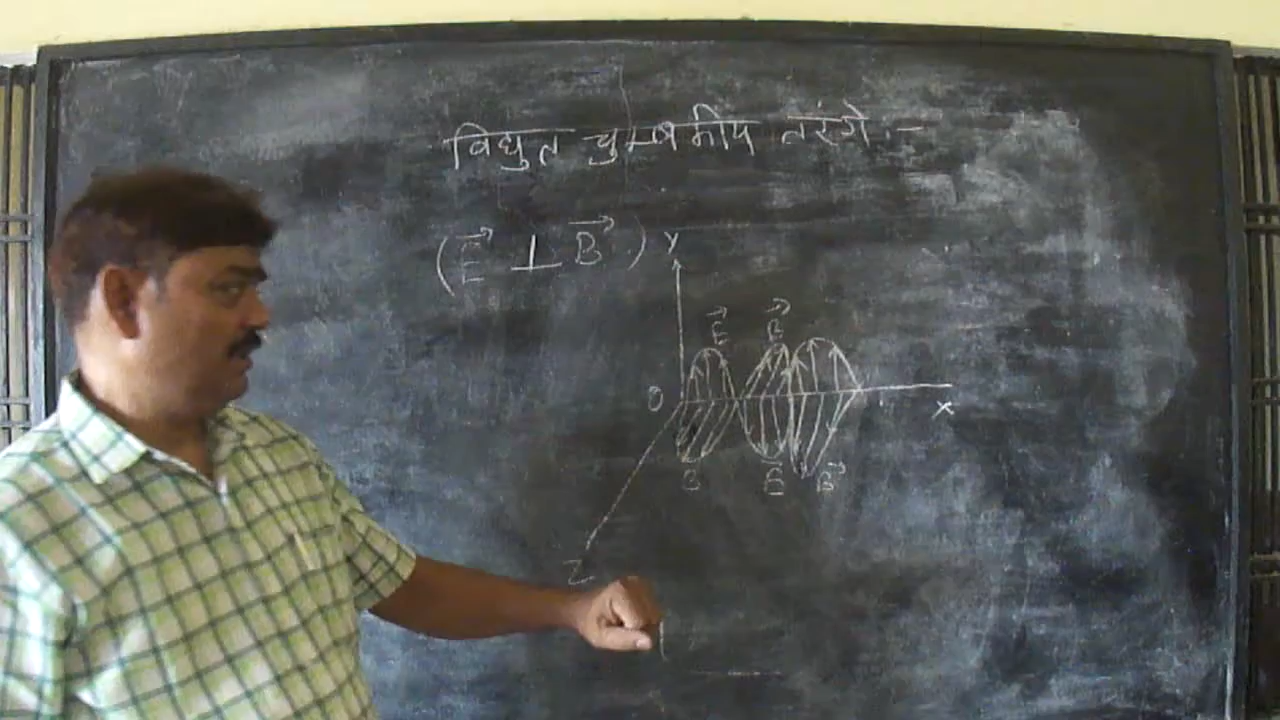 विद्युत चुम्बकीय तरंगे :-
(E⃗ ⊥ B⃗ .)
Y
E⃗ B⃗
O
X
B B⃗ B⃗
Z